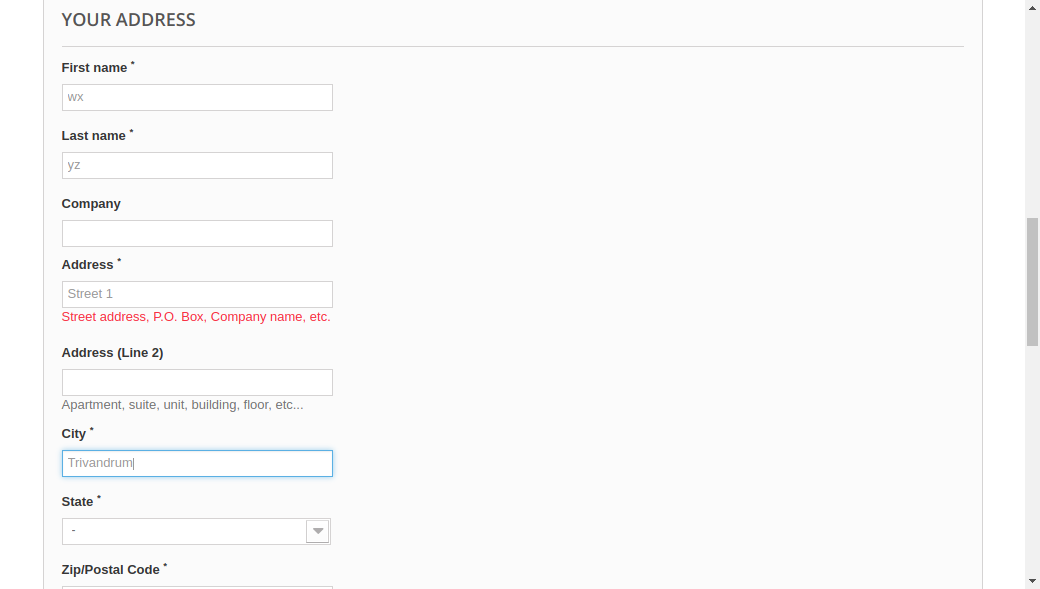 YOUR ADDRESS
First name *
wx
Last name *
yz
Company
Address *
Street 1
Street address, P.O. Box, Company name, etc.
Address (Line 2)
Apartment, suite, unit, building, floor, etc...
City *
Trivandrum
State *
-
Zip/Postal Code *